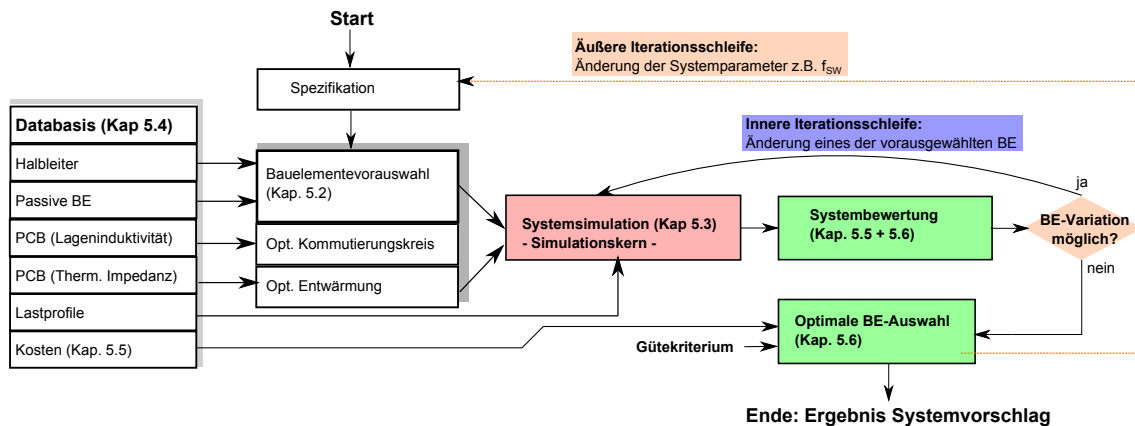 Start
Äußere Iterationsschleife:
Änderung der Systemparameter z.B. fSW
Spezifikation
Databasis (Kap 5.4)
Halbleiter
Passive BE
PCB (Lageninduktivität)
PCB (Therm. Impedanz)
Lastprofile
Kosten (Kap. 5.5)
Bauelementevorauswahl
(Kap. 5.2)
Opt. Kommutierungskreis
Opt. Entwärmung
Innere Iterationsschleife:
Änderung eines der vorausgewählten BE
Systemsimulation (Kap 5.3)
- Simulationskern -
Systembewertung
(Kap. 5.5 + 5.6)
ja
BE-Variation
möglich?
nein
Optimale BE-Auswahl
(Kap. 5.6)
Gütekriterium
Ende: Ergebnis Systemvorschlag